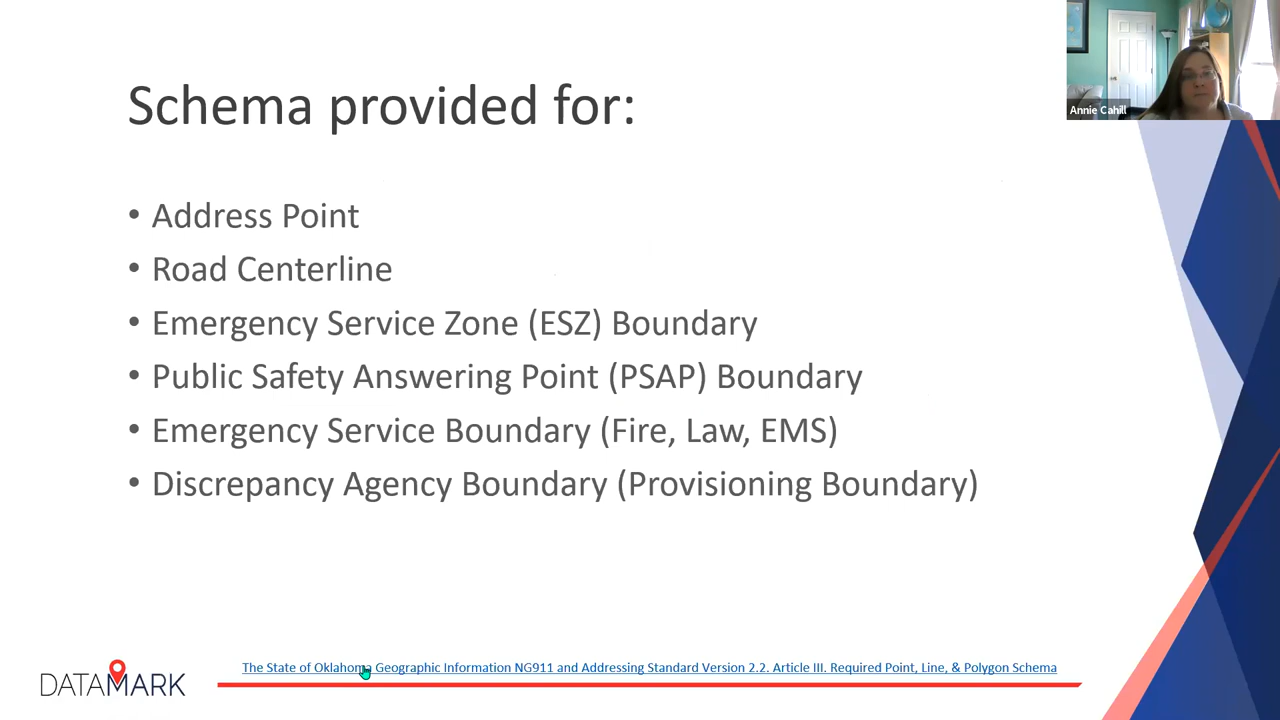 Annie Cahill
Schema provided for:
• Address Point
• Road Centerline
• Emergency Service Zone (ESZ) Boundary
• Public Safety Answering Point (PSAP) Boundary
• Emergency Service Boundary (Fire, Law, EMS)
• Discrepancy Agency Boundary (Provisioning Boundary)
The State of Oklahoma Geographic Information NG911 and Addressing Standard Version 2.2. Article III. Required Point, Line, & Polygon Schema
DATAMARK